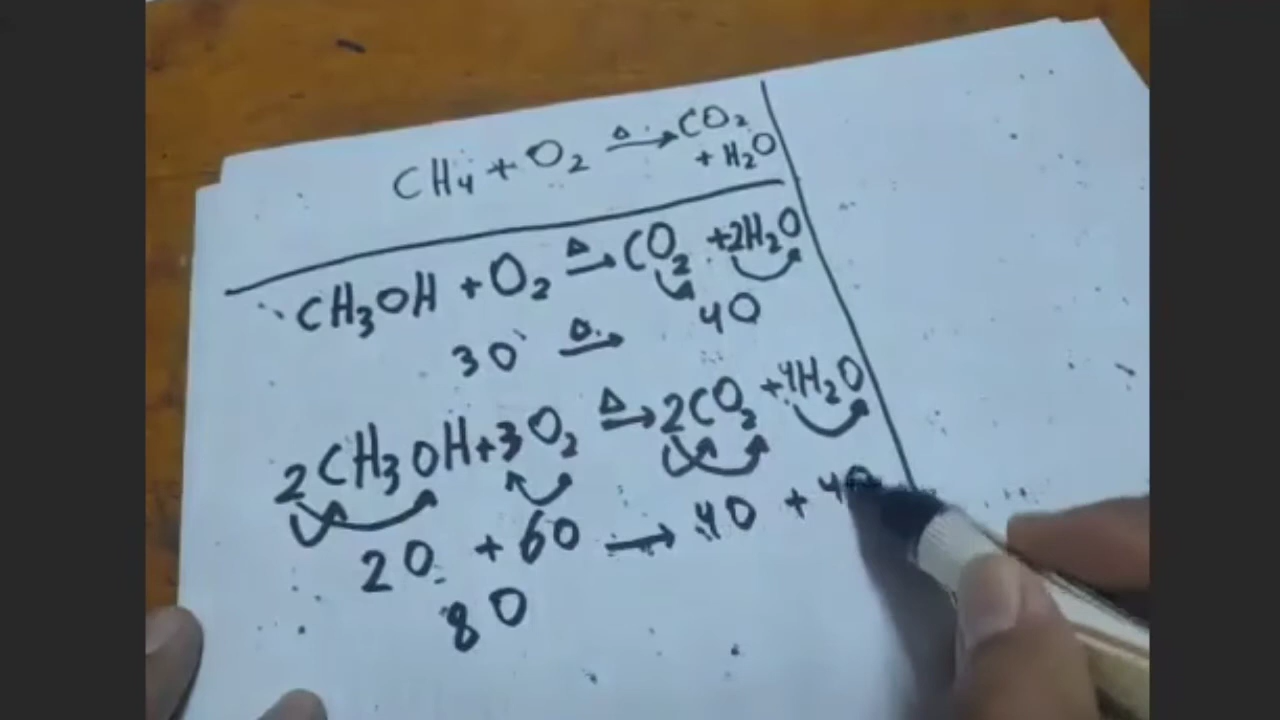 CH₄ + O₂ →Δ CO₂
+ H₂O
CH₃OH + O₂ →Δ CO₂ + 2H₂O
4O
3O →Δ
2CH₃OH + 3O₂ →Δ 2CO₂ + 4H₂O
2O + 6O → 4O + 4O
8O